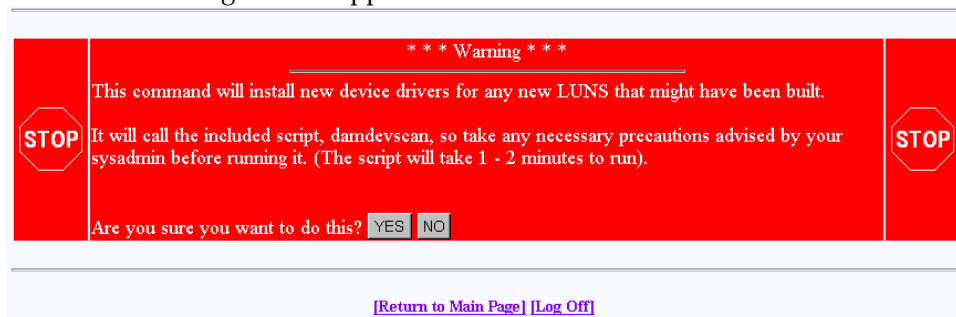 * * * Warning * * *
This command will install new device drivers for any new LUNS that might have been built.
STOP
It will call the included script, damdevscan, so take any necessary precautions advised by your
STOP
sysadmin before running it. (The script will take 1 - 2 minutes to run).
Are you sure you want to do this? YES NO
[Return to Main Page] [Log Off]